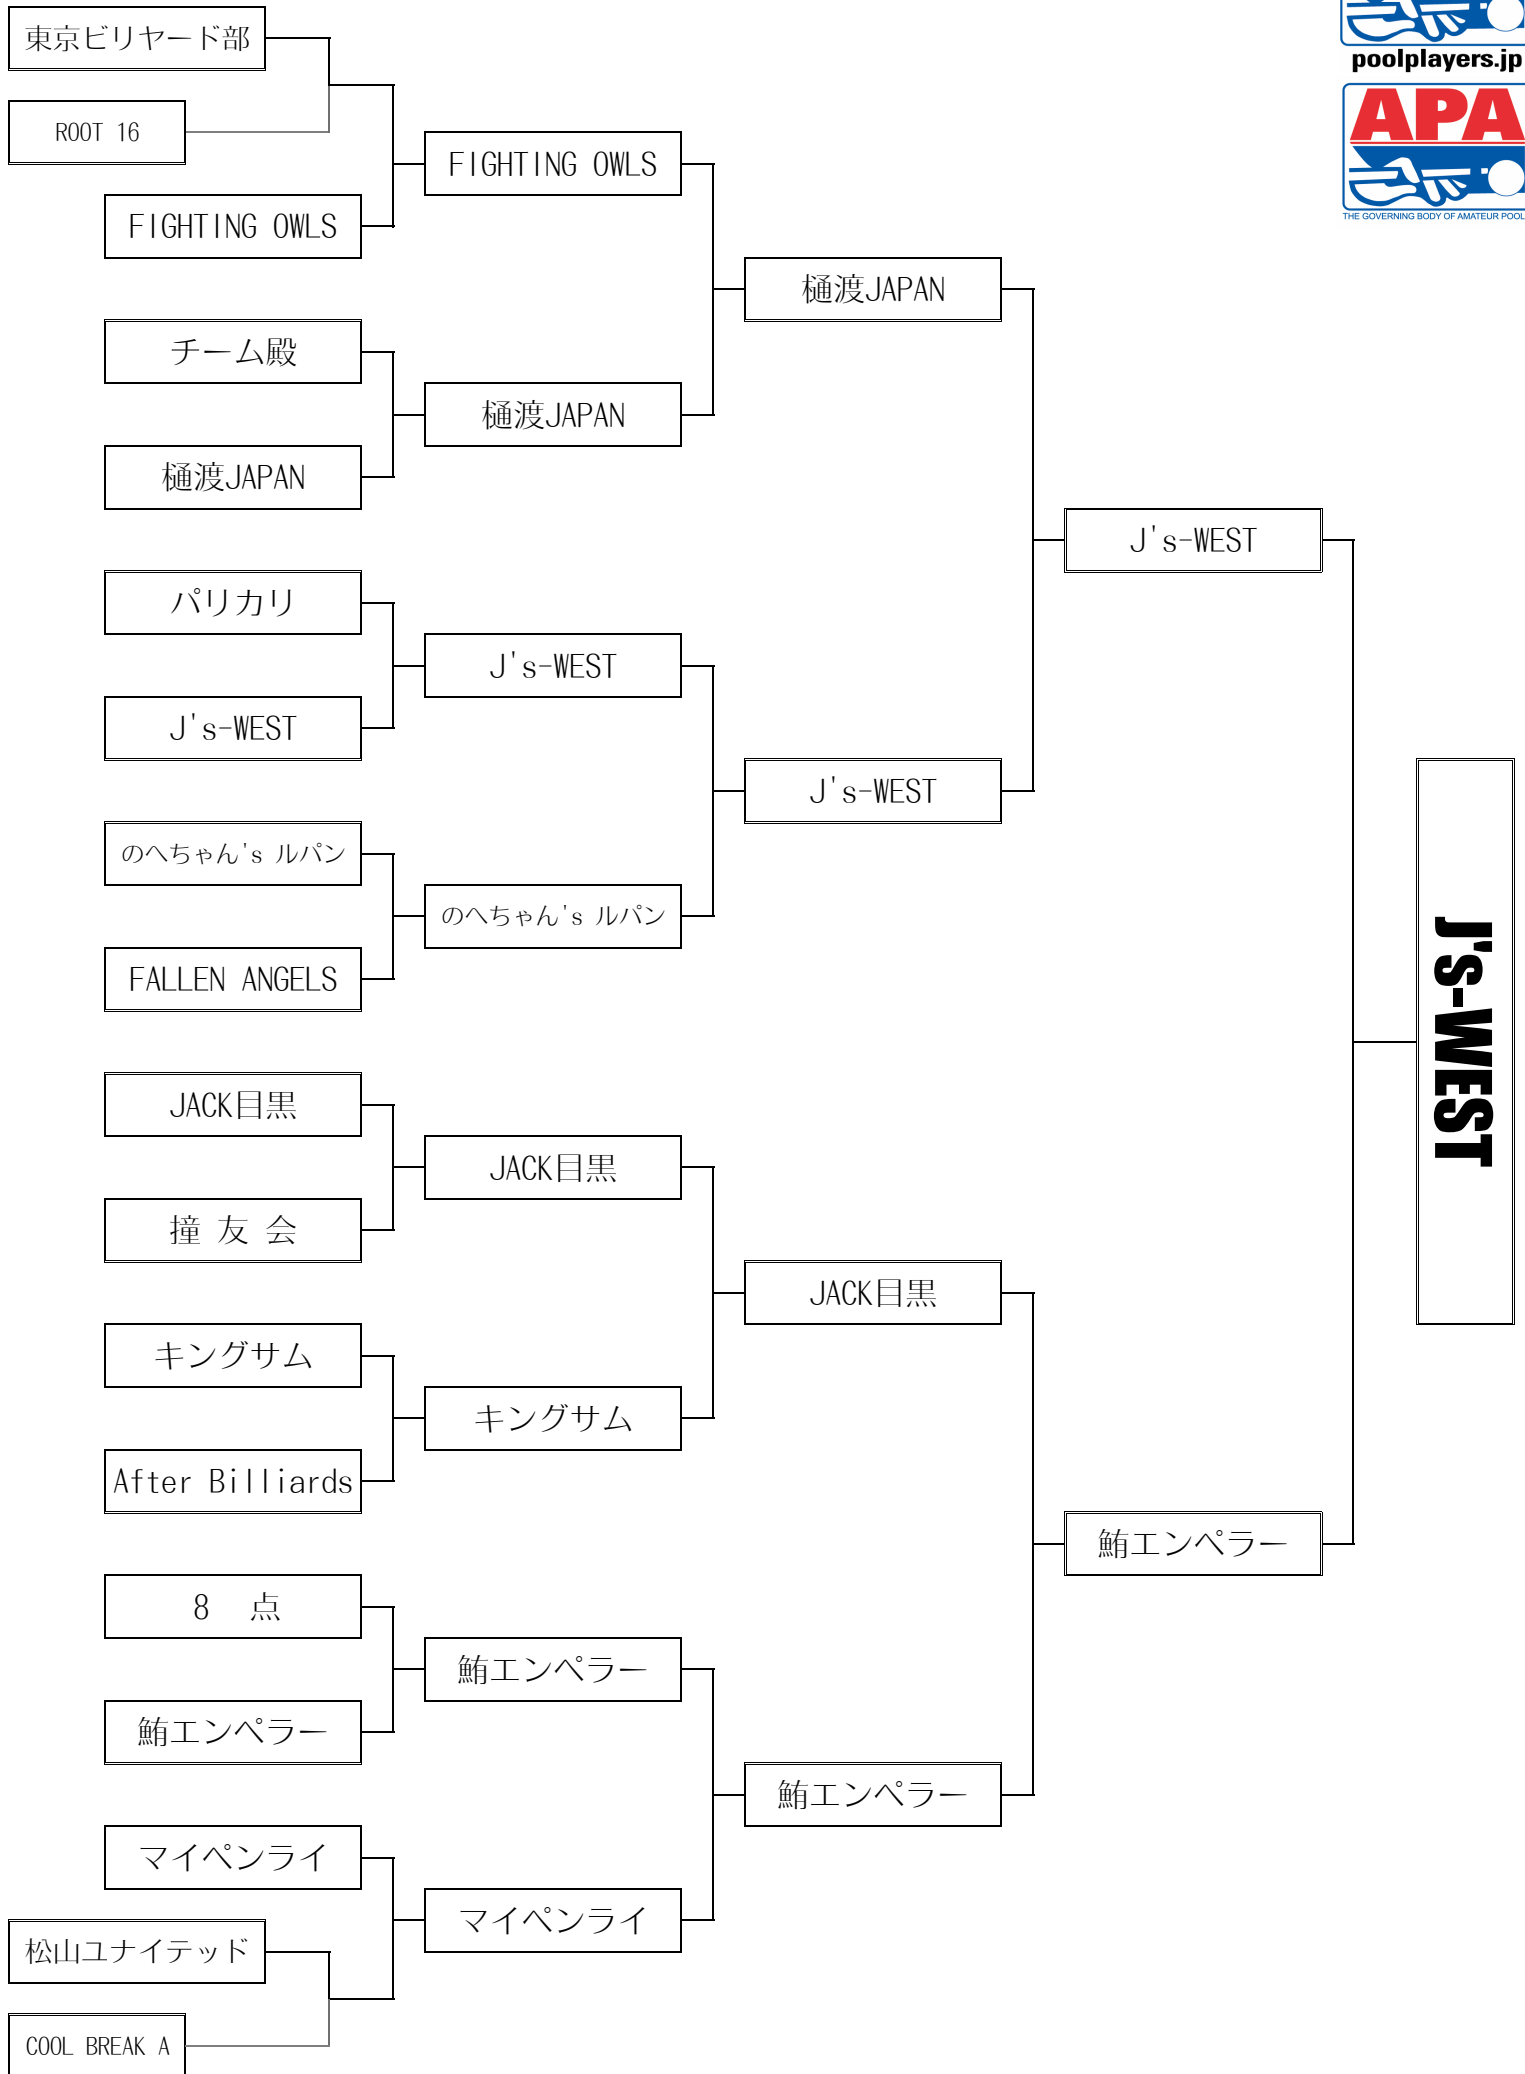 東京ビリヤード部
ROOT 16
FIGHTING OWLS
FIGHTING OWLS
チーム殿
樋渡JAPAN
樋渡JAPAN
樋渡JAPAN
パリカリ
J's-WEST
J's-WEST
のへちゃん's ルパン
FALLEN ANGELS
のへちゃん's ルパン
J's-WEST
J's-WEST
JACK目黒
撞 友 会
JACK目黒
キングサム
After Billiards
キングサム
JACK目黒
8 点
鮪エンペラー
鮪エンペラー
マイペンライ
松山ユナイテッド
COOL BREAK A
マイペンライ
鮪エンペラー
鮪エンペラー
J's-WEST
poolplayers.jp
APA
THE GOVERNING BODY OF AMATEUR POOL